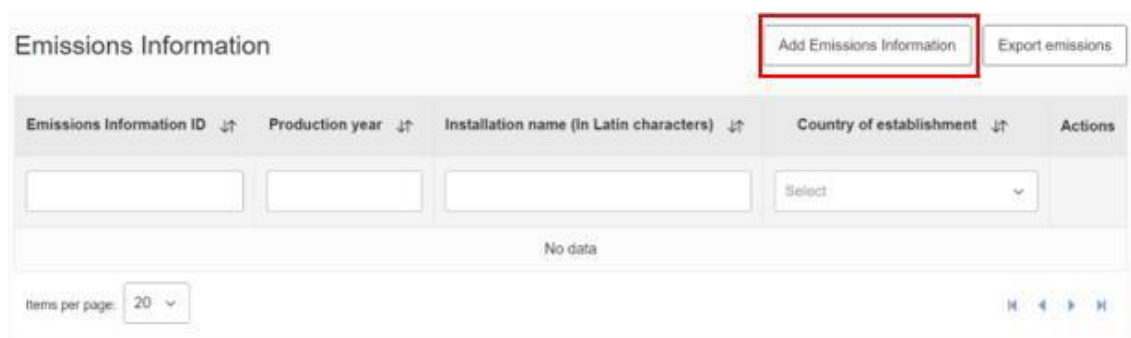 Emissions Information
Add Emissions Information
Export emissions
Emissions Information ID Production year Installation name (In Latin characters) Country of establishment Actions
Select
No data
Items per page: 20